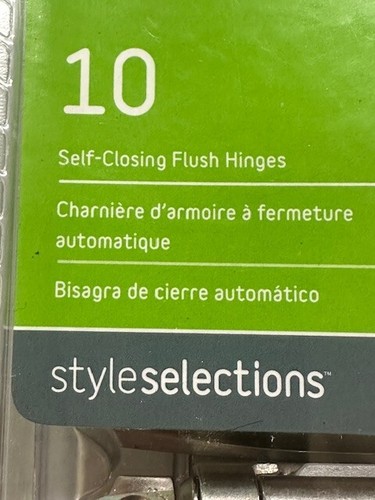 10
Self-Closing Flush Hinges
Charnière d'armoire à fermeture
automatique
Bisagra de cierre automático
styleselections™